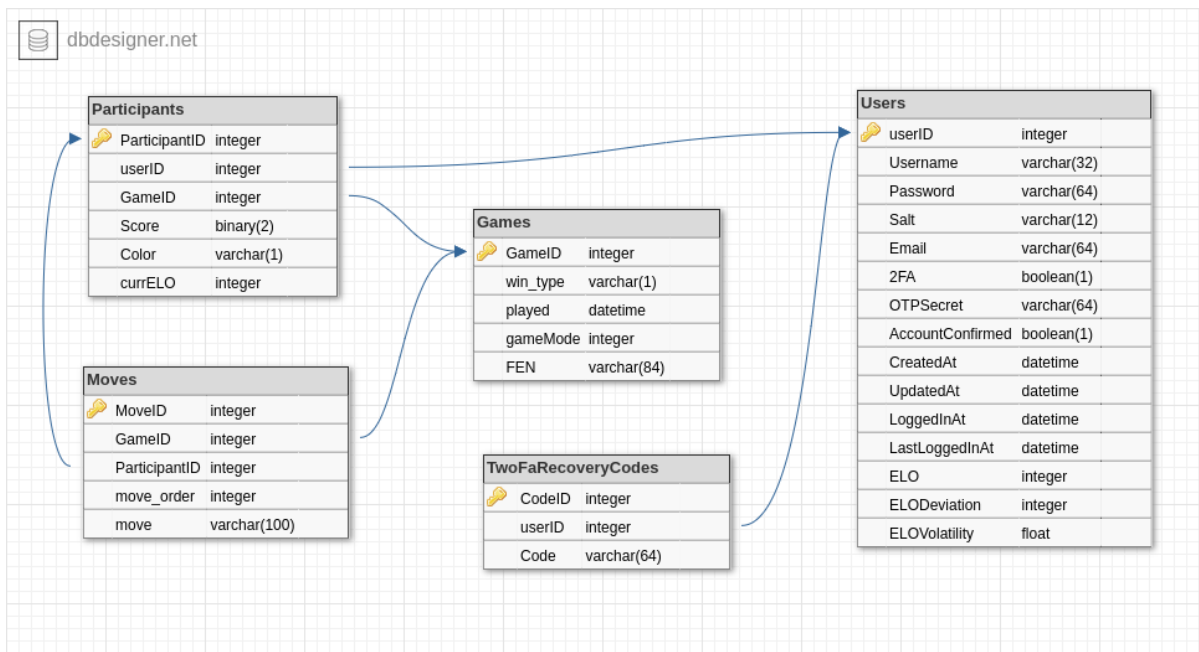 dbdesigner.net
Participants
ParticipantID integer
userID integer
GameID integer
Score binary(2)
Color varchar(1)
currELO integer
Moves
MoveID integer
GameID integer
ParticipantID integer
move_order integer
move varchar(100)
Games
GameID integer
win_type varchar(1)
played datetime
gameMode integer
FEN varchar(84)
TwoFaRecoveryCodes
CodeID integer
userID integer
Code varchar(64)
Users
userID integer
Username varchar(32)
Password varchar(64)
Salt varchar(12)
Email varchar(64)
2FA boolean(1)
OTPSecret varchar(64)
AccountConfirmed boolean(1)
CreatedAt datetime
UpdatedAt datetime
LoggedInAt datetime
LastLoggedInAt datetime
ELO integer
ELODeviation integer
ELOVolatility float